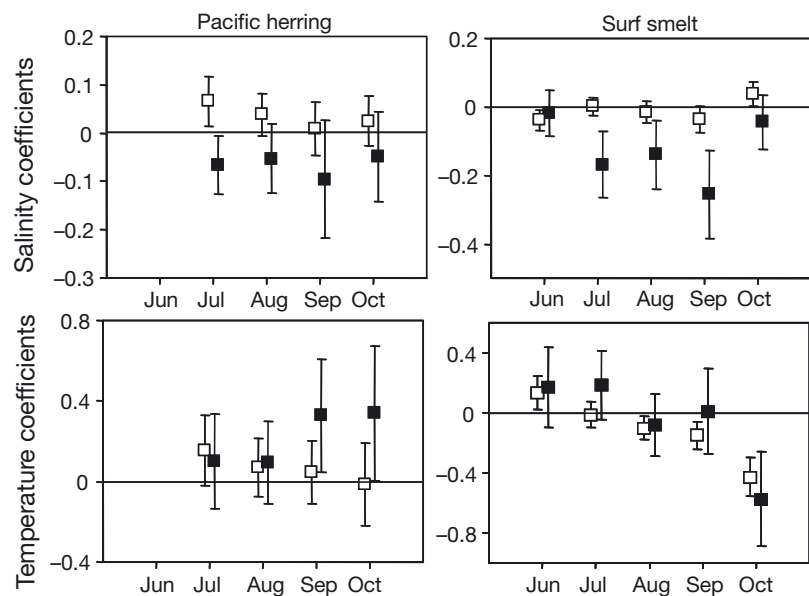 Pacific herring
Surf smelt
Salinity coefficients
0.2
0.1
0
–0.1
–0.2
–0.3
Jun Jul Aug Sep Oct
0.2
0
–0.2
–0.4
Jun Jul Aug Sep Oct
Temperature coefficients
0.8
0.4
0
–0.4
Jun Jul Aug Sep Oct
0.4
0
–0.4
–0.8
Jun Jul Aug Sep Oct